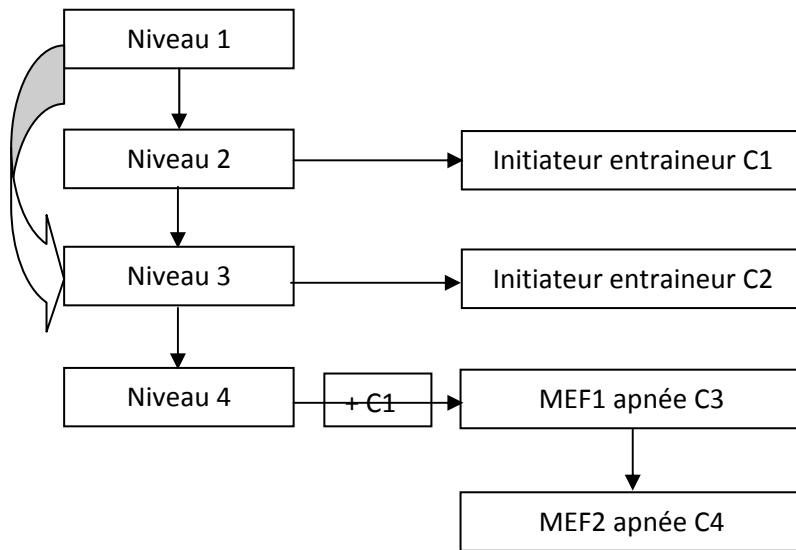 Niveau 1
Niveau 2
Initiateur entraineur C1
Niveau 3
Initiateur entraineur C2
Niveau 4
+ C1
MEF1 apnée C3
MEF2 apnée C4